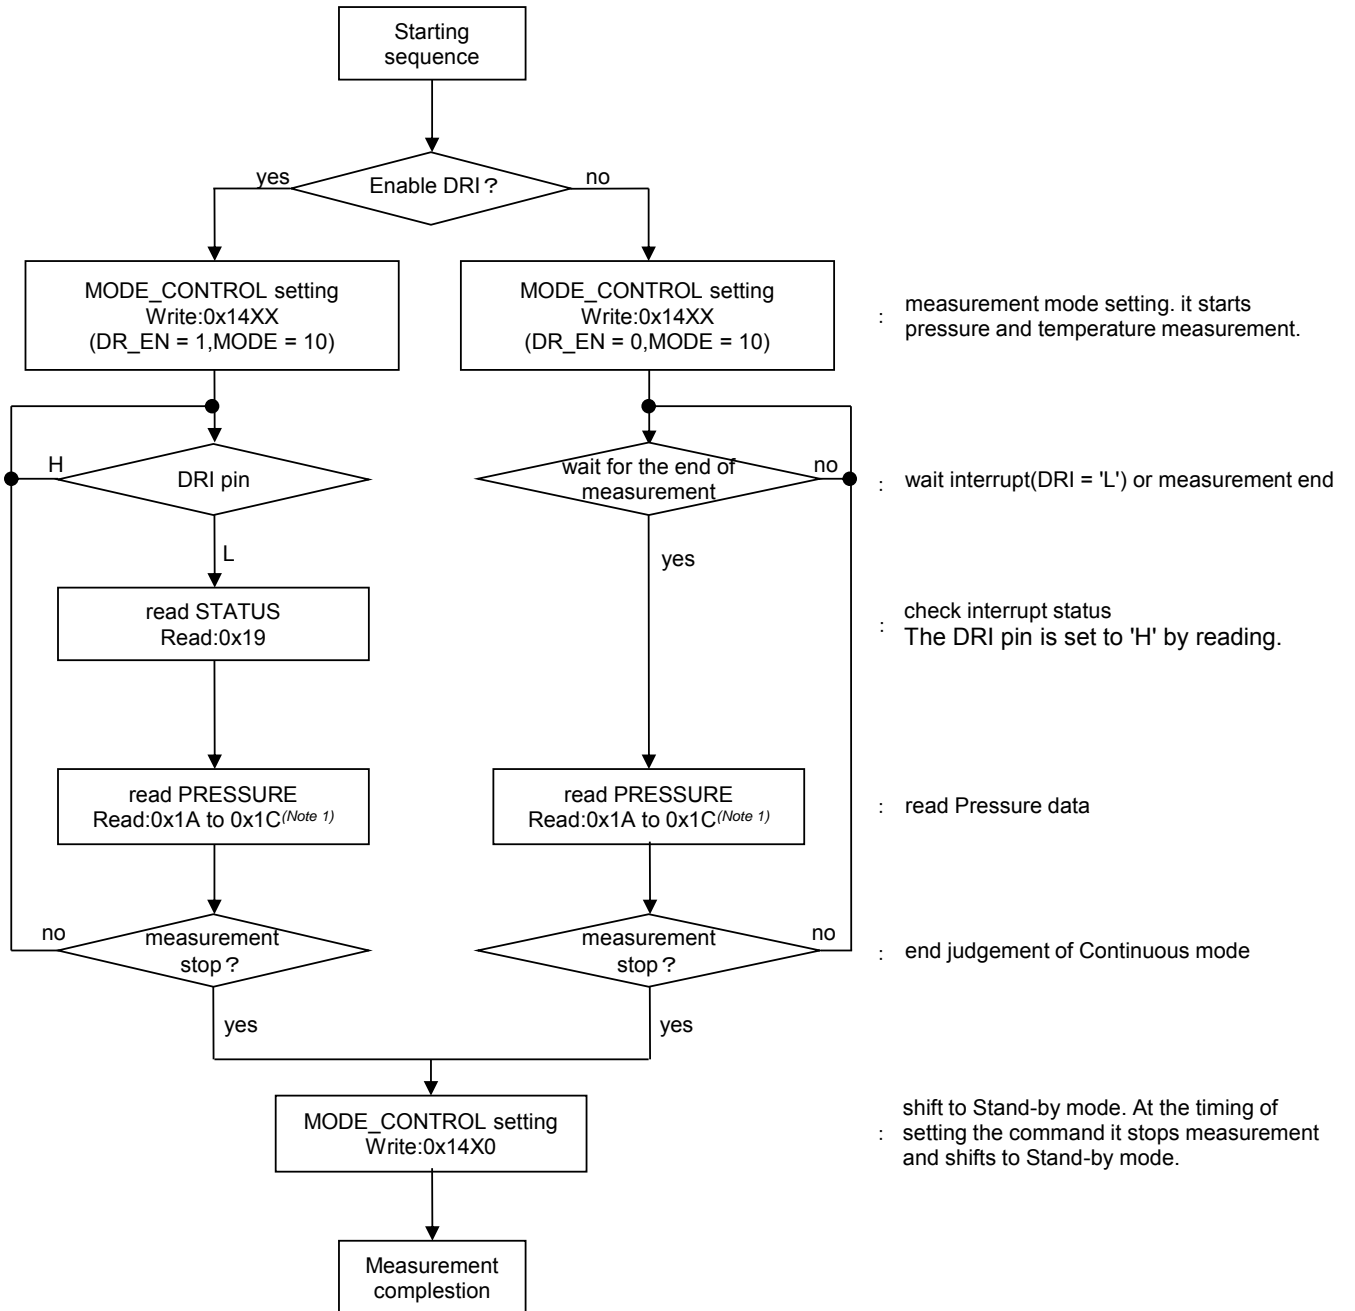 Starting
sequence
yes
Enable DRI？
no
MODE_CONTROL setting
Write:0x14XX
(DR_EN = 1,MODE = 10)
MODE_CONTROL setting
Write:0x14XX
(DR_EN = 0,MODE = 10)
: measurement mode setting. it starts
pressure and temperature measurement.
H
DRI pin
L
wait for the end of
measurement
no
yes
: wait interrupt(DRI = 'L') or measurement end
read STATUS
Read:0x19
: check interrupt status
The DRI pin is set to 'H' by reading.
read PRESSURE
Read:0x1A to 0x1C(Note 1)
read PRESSURE
Read:0x1A to 0x1C(Note 1)
: read Pressure data
no
measurement
stop？
yes
measurement
stop？
no
yes
: end judgement of Continuous mode
MODE_CONTROL setting
Write:0x14X0
shift to Stand-by mode. At the timing of
: setting the command it stops measurement
and shifts to Stand-by mode.
Measurement
complestion